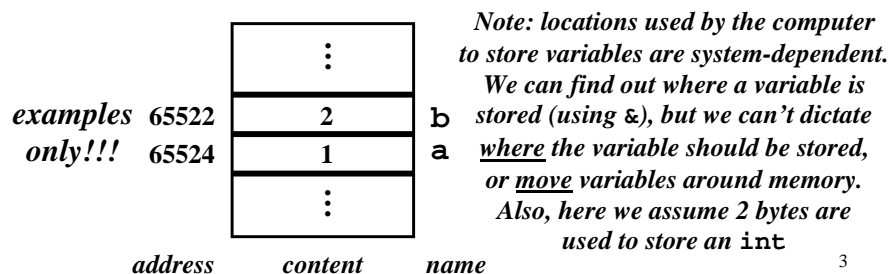 Note: locations used by the computer
to store variables are system-dependent.
We can find out where a variable is
stored (using &), but we can't dictate
where the variable should be stored,
or move variables around memory.
Also, here we assume 2 bytes are
used to store an int
⋮
examples 65522 2 b
only!!! 65524 1 a
⋮
address content name
3